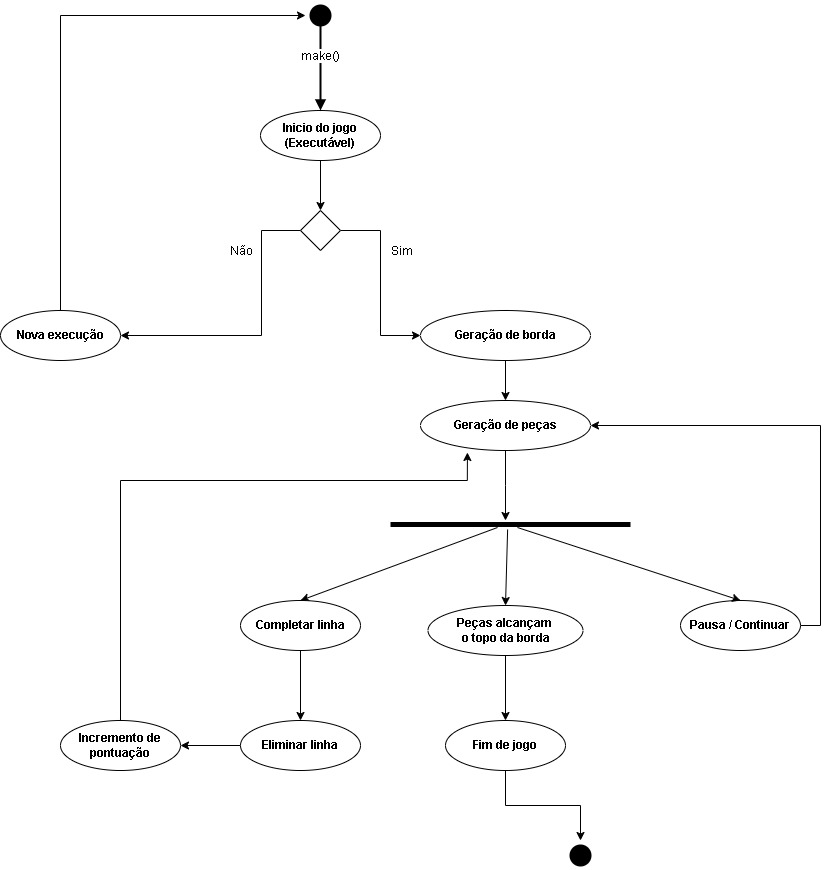 make()
Inicio do jogo
(Executável)
Não
Sim
Nova execução
Geração de borda
Geração de peças
Completar linha
Peças alcançam
o topo da borda
Pausa / Continuar
Incremento de
pontuação
Eliminar linha
Fim de jogo